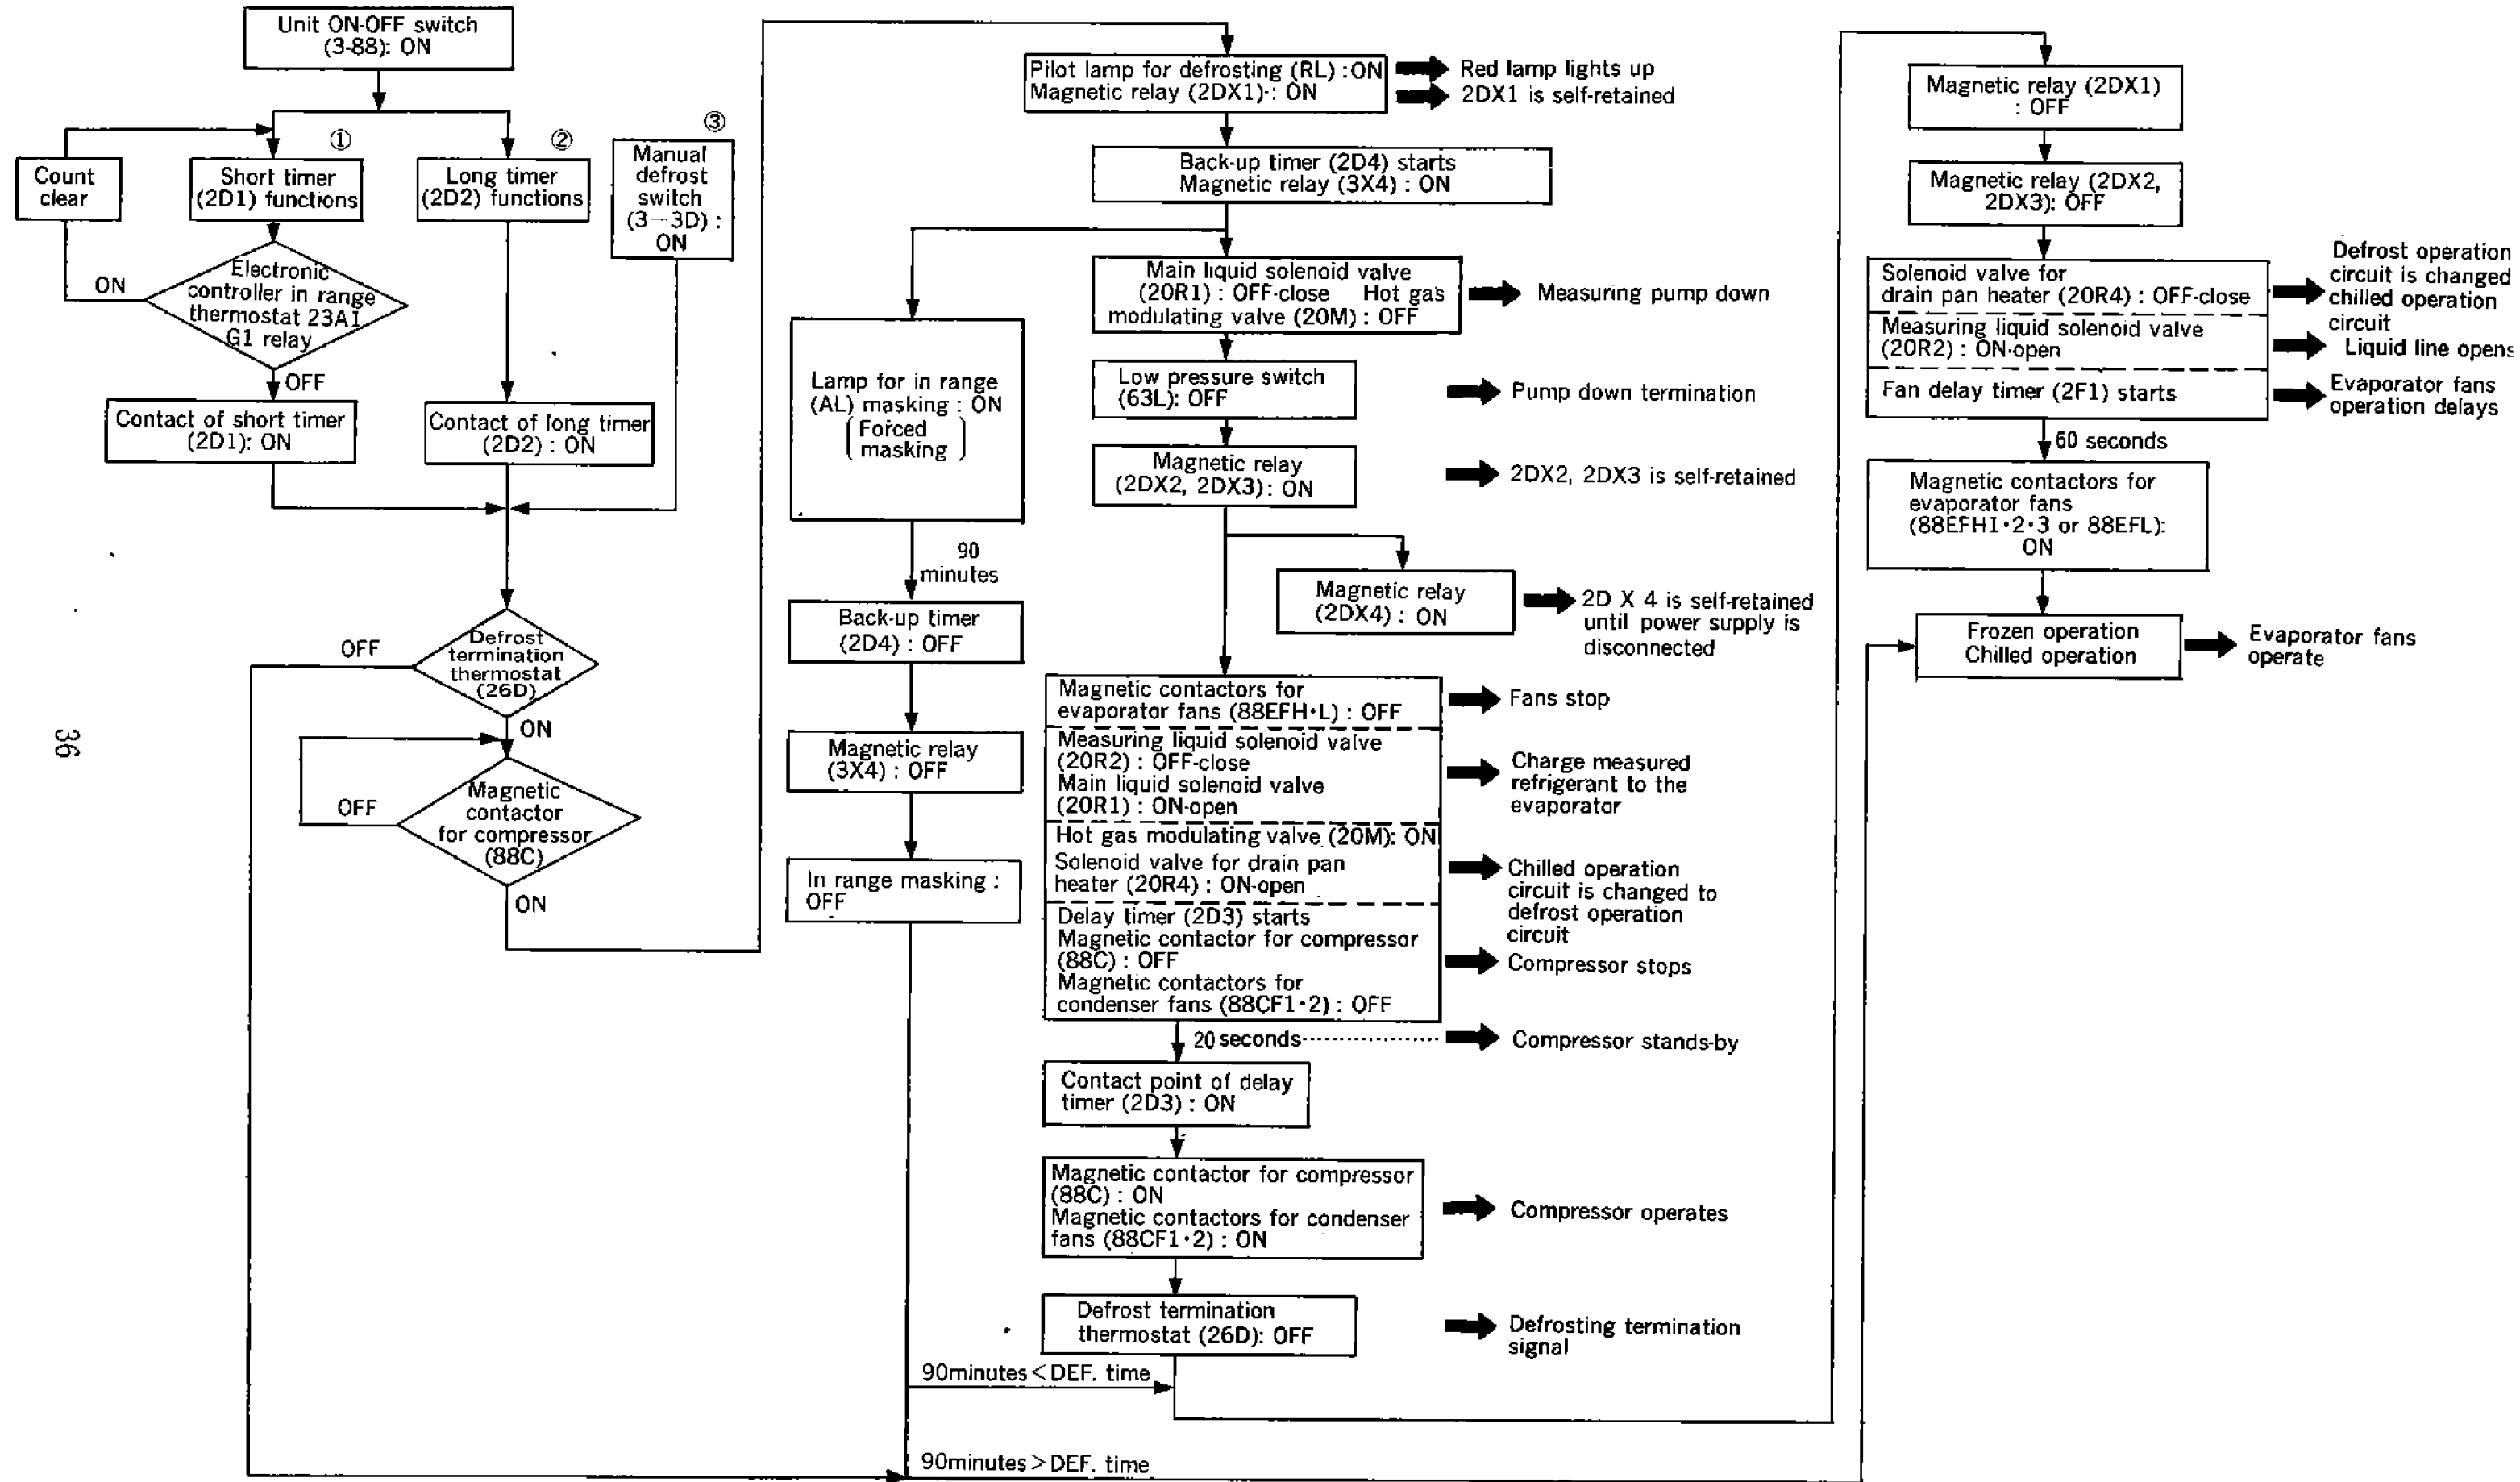 Unit ON-OFF switch
(3-88): ON
①
②
③
Count
clear
Short timer
(2D1) functions
Long timer
(2D2) functions
Manual
defrost
switch
(3-3D) :
ON
ON
Electronic
controller in range
thermostat 23A1
G1 relay
OFF
Contact of short timer
(2D1): ON
Contact of long timer
(2D2) : ON
OFF
Defrost
termination
thermostat
(26D)
ON
OFF
Magnetic
contactor
for compressor
(88C)
ON
36
Pilot lamp for defrosting (RL) :ON
Magnetic relay (2DX1) : ON
Red lamp lights up
2DX1 is self-retained
Back-up timer (2D4) starts
Magnetic relay (3X4) : ON
Lamp for in range
(AL) masking : ON
(Forced
masking)
90
minutes
Back-up timer
(2D4) : OFF
Magnetic relay
(3X4) : OFF
In range masking :
OFF
Main liquid solenoid valve
(20R1) : OFF-close Hot gas
modulating valve (20M) : OFF
Measuring pump down
Low pressure switch
(63L): OFF
Pump down termination
Magnetic relay
(2DX2, 2DX3) : ON
2DX2, 2DX3 is self-retained
Magnetic relay
(2DX4) : ON
2D X 4 is self-retained
until power supply is
disconnected
Magnetic contactors for
evaporator fans (88EFH·L) : OFF
Fans stop
Measuring liquid solenoid valve
(20R2) : OFF-close
Main liquid solenoid valve
(20R1) : ON-open
Charge measured
refrigerant to the
evaporator
Hot gas modulating valve (20M): ON
Solenoid valve for drain pan
heater (20R4) : ON-open
Chilled operation
circuit is changed to
defrost operation
circuit
Delay timer (2D3) starts
Magnetic contactor for compressor
(88C) : OFF
Magnetic contactors for
condenser fans (88CF1·2) : OFF
Compressor stops
20 seconds
Compressor stands-by
Contact point of delay
timer (2D3) : ON
Magnetic contactor for compressor
(88C) : ON
Magnetic contactors for condenser
fans (88CF1·2) : ON
Compressor operates
Defrost termination
thermostat (26D): OFF
Defrosting termination
signal
90minutes < DEF. time
90minutes > DEF. time
Magnetic relay (2DX1)
: OFF
Magnetic relay (2DX2,
2DX3): OFF
Solenoid valve for
drain pan heater (20R4) : OFF-close
Defrost operation
circuit is changed
chilled operation
circuit
Measuring liquid solenoid valve
(20R2) : ON-open
Liquid line opens
Fan delay timer (2F1) starts
Evaporator fans
operation delays
60 seconds
Magnetic contactors for
evaporator fans
(88EFH1·2·3 or 88EFL):
ON
Frozen operation
Chilled operation
Evaporator fans
operate